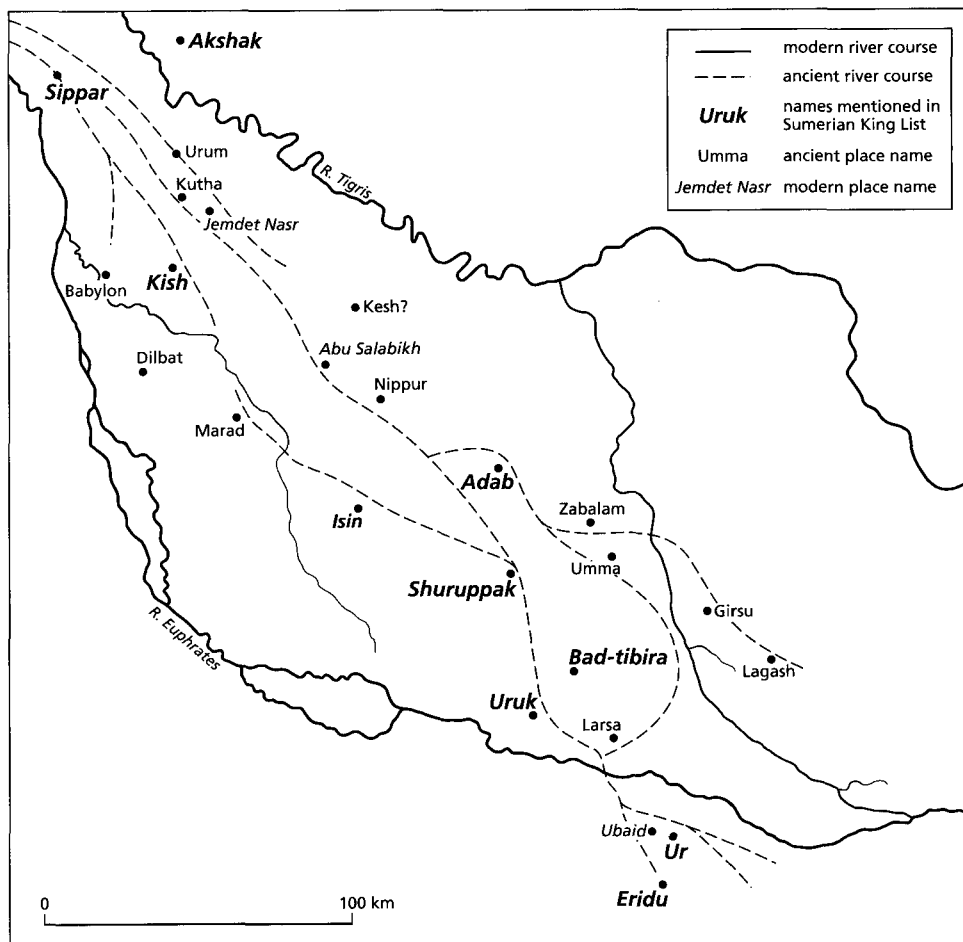 Akshak
modern river course
ancient river course
Sippar
Uruk
names mentioned in
Sumerian King List
Urum
Umma
ancient place name
R. Tigris
Kutha
Jemdet Nasr
modern place name
Jemdet Nasr
Babylon
Kish
Kesh?
Abu Salabikh
Dilbat
Nippur
Marad
Adab
Isin
Zabalam
Umma
Shuruppak
R. Euphrates
Girsu
Bad-tibira
Lagash
Uruk
Larsa
Ubaid
Ur
Eridu
0
100 km